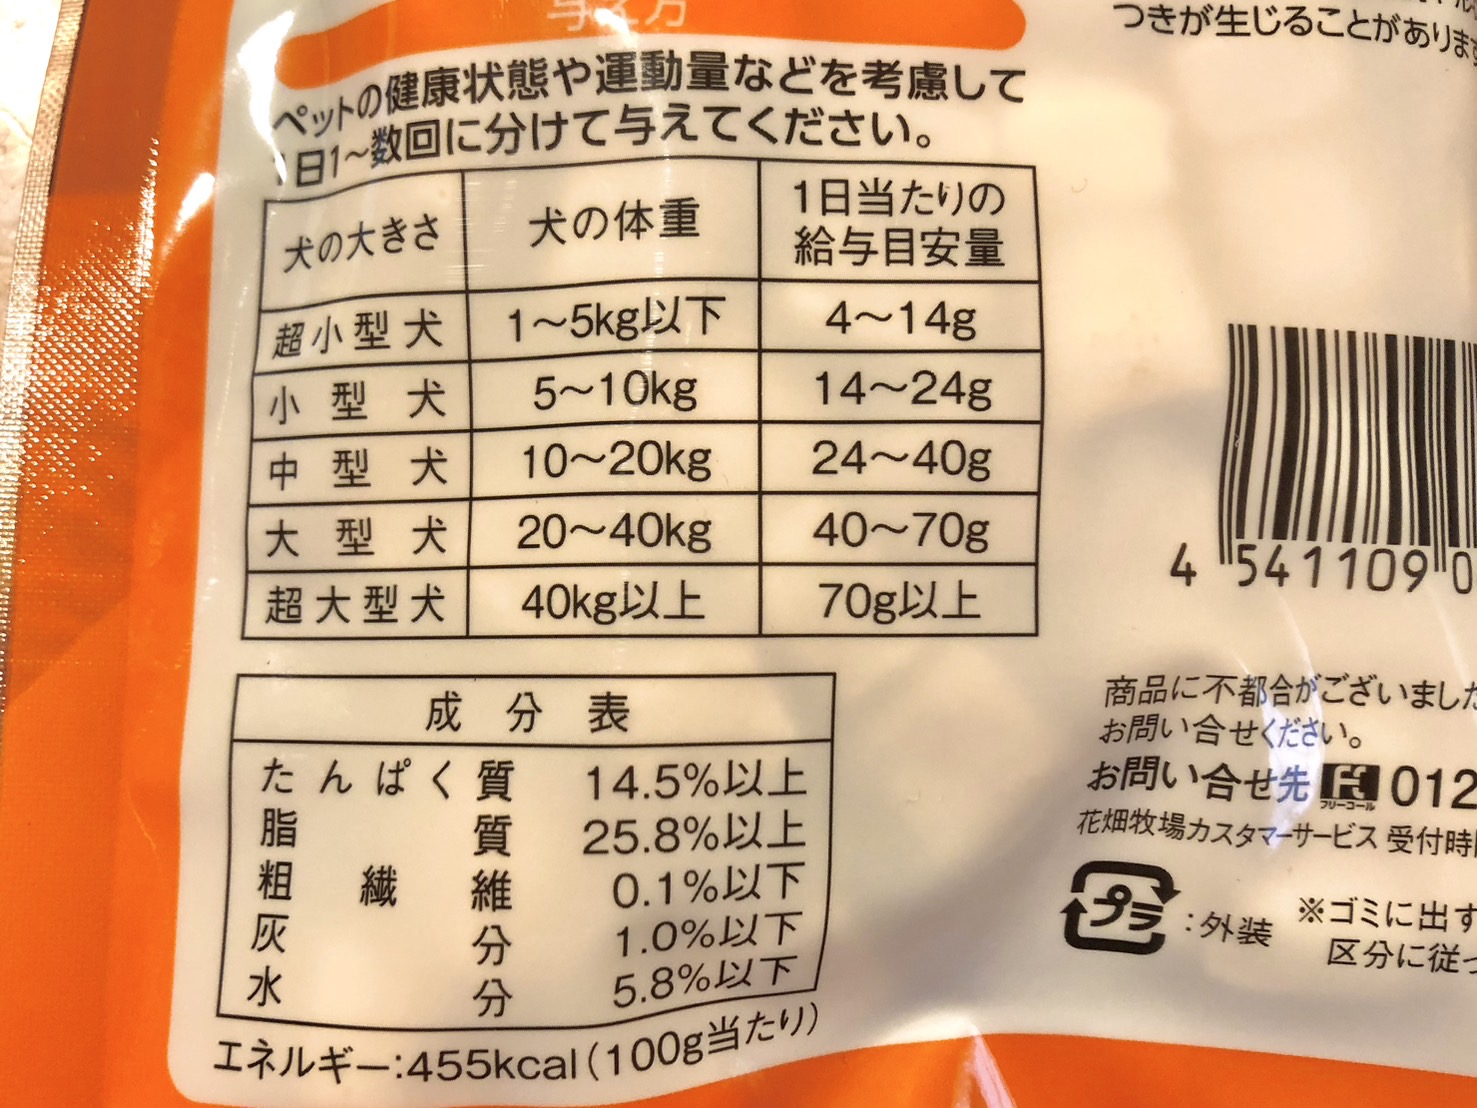 与え方
つきが生じることがありま
ペットの健康状態や運動量などを考慮して
1日1〜数回に分けて与えてください。
犬の大きさ 犬の体重 1日当たりの給与目安量
超小型犬 1〜5kg以下 4〜14g
小型犬 5〜10kg 14〜24g
中型犬 10〜20kg 24〜40g
大型犬 20〜40kg 40〜70g
超大型犬 40kg以上 70g以上
4 541109 0
成分表
たんぱく質 14.5%以上
脂質 25.8%以上
粗繊維 0.1%以下
灰分 1.0%以下
水分 5.8%以下
エネルギー:455kcal(100g当たり)
商品に不都合がございました
お問い合せください。
お問い合せ先 フリーコール 012
花畑牧場カスタマーサービス 受付時
プラ :外装
※ゴミに出す
区分に従っ